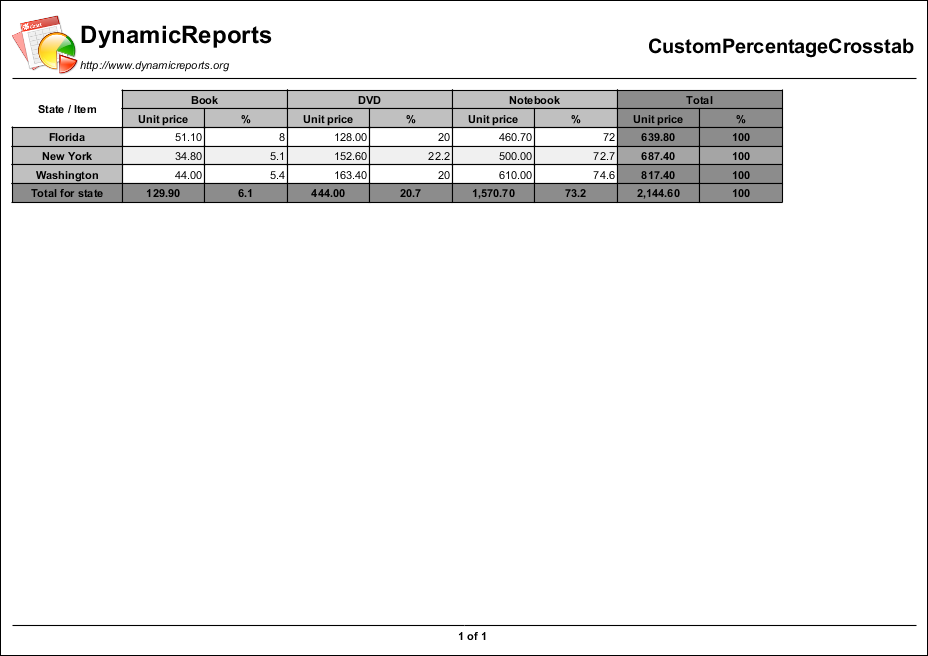 DynamicReports
http://www.dynamicreports.org
CustomPercentageCrosstab
State / Item Book DVD Notebook Total
Unit price % Unit price % Unit price % Unit price %
Florida 51.10 8 128.00 20 460.70 72 639.80 100
New York 34.80 5.1 152.60 22.2 500.00 72.7 687.40 100
Washington 44.00 5.4 163.40 20 610.00 74.6 817.40 100
Total for state 129.90 6.1 444.00 20.7 1,570.70 73.2 2,144.60 100
1 of 1